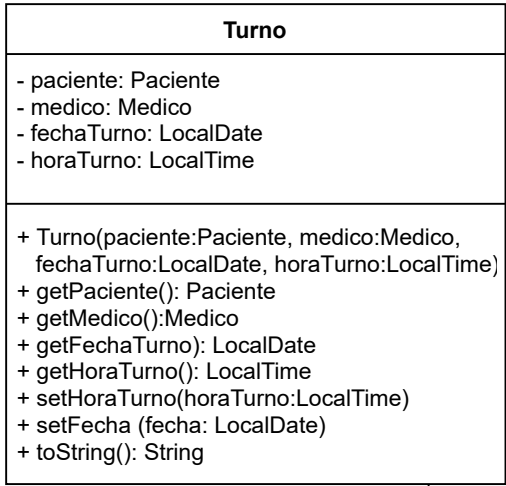 Turno
- paciente: Paciente
- medico: Medico
- fechaTurno: LocalDate
- horaTurno: LocalTime
+ Turno(paciente:Paciente, medico:Medico,
fechaTurno:LocalDate, horaTurno:LocalTime)
+ getPaciente(): Paciente
+ getMedico():Medico
+ getFechaTurno): LocalDate
+ getHoraTurno(): LocalTime
+ setHoraTurno(horaTurno:LocalTime)
+ setFecha (fecha: LocalDate)
+ toString(): String